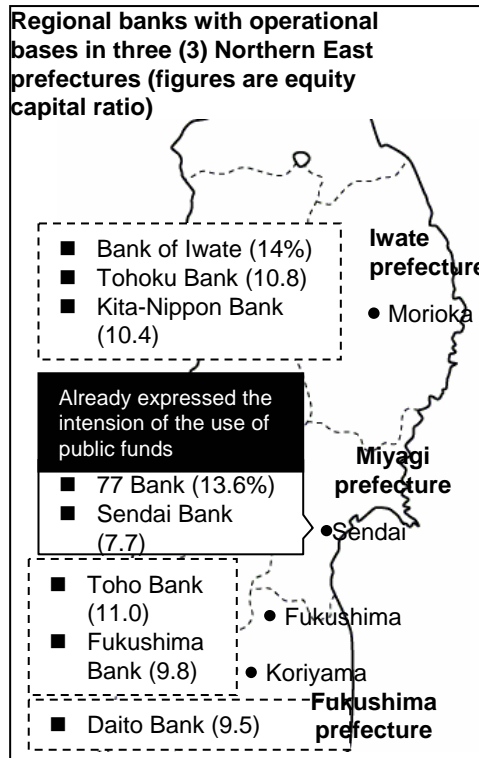 Regional banks with operational
bases in three (3) Northern East
prefectures (figures are equity
capital ratio)
■ Bank of Iwate (14%)
■ Tohoku Bank (10.8)
■ Kita-Nippon Bank
(10.4)
Iwate
prefecture
Morioka
Already expressed the
intension of the use of
public funds
■ 77 Bank (13.6%)
■ Sendai Bank
(7.7)
Miyagi
prefecture
Sendai
■ Toho Bank
(11.0)
■ Fukushima
Bank (9.8)
Fukushima
Koriyama
■ Daito Bank (9.5)
Fukushima
prefecture